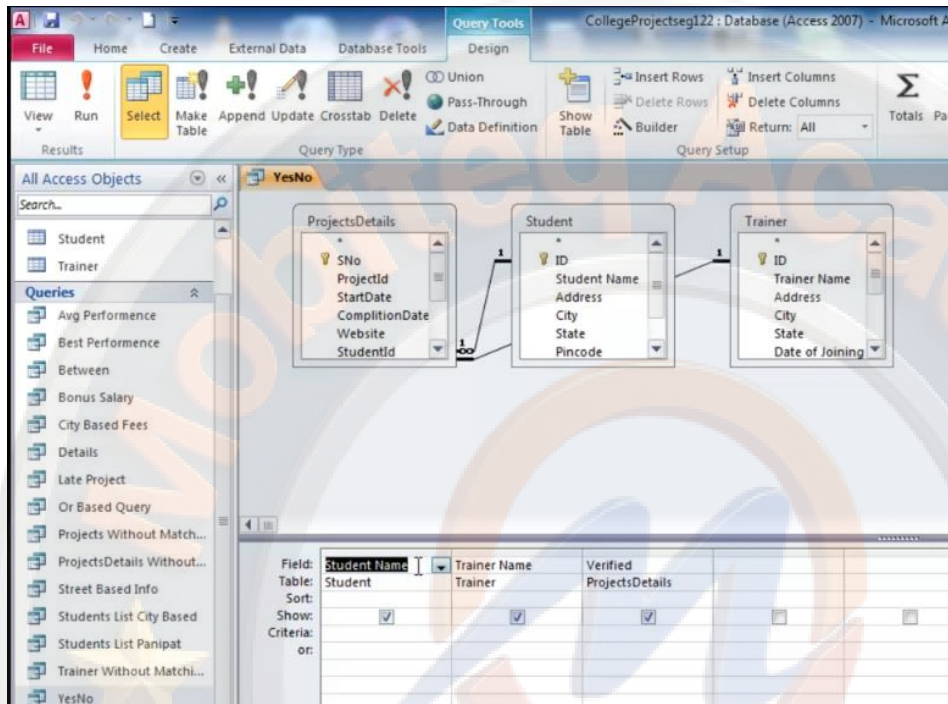 A
Query Tools
CollegeProjectseg122 : Database (Access 2007) - Microsoft A
File Home Create External Data Database Tools Design
View
Run
Select
Make Table
Append
Update
Crosstab
Delete
Union
Pass-Through
Data Definition
Show Table
Insert Rows
Delete Rows
Builder
Insert Columns
Delete Columns
Return: All
Σ
Totals
Pa
Results
Query Type
Query Setup
All Access Objects
Search...
Student
Trainer
Queries
Avg Performence
Best Performence
Between
Bonus Salary
City Based Fees
Details
Late Project
Or Based Query
Projects Without Match...
ProjectsDetails Without...
Street Based Info
Students List City Based
Students List Panipat
Trainer Without Matchi...
YesNo
YesNo
ProjectsDetails
*
SNo
ProjectId
StartDate
ComplitionDate
Website
StudentId
1
1
∞
Student
*
ID
Student Name
Address
City
State
Pincode
1
Trainer
*
ID
Trainer Name
Address
City
State
Date of Joining
Field: Student Name Trainer Name Verified
Table: Student Trainer ProjectsDetails
Sort:
Show:
Criteria:
or:
Mobiteq Aca